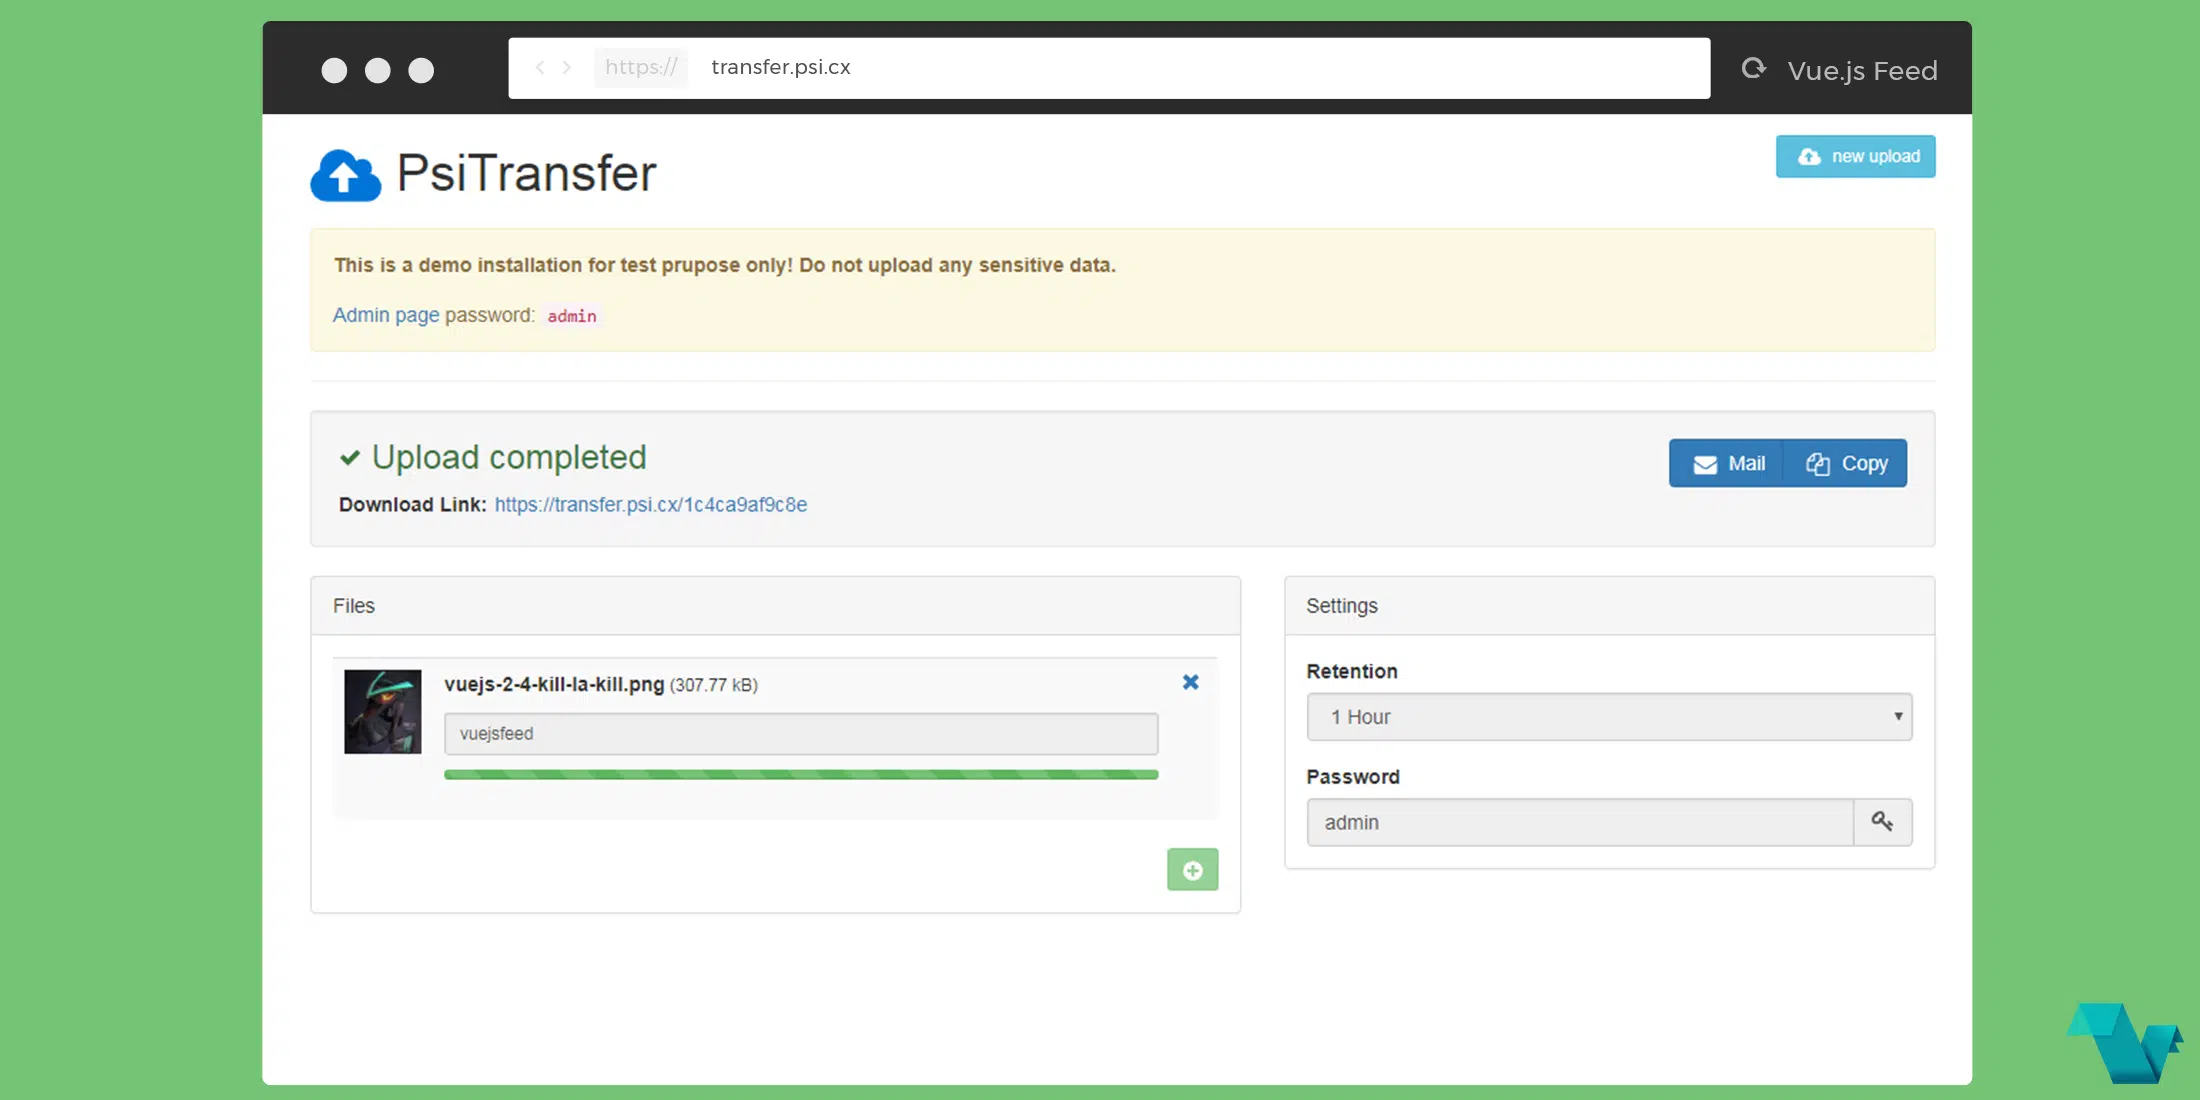 https:// transfer.psi.cx Vue.js Feed
PsiTransfer
new upload
This is a demo installation for test prupose only! Do not upload any sensitive data.
Admin page password: admin
Upload completed
Mail Copy
Download Link: https://transfer.psi.cx/1c4ca9af9c8e
Files
vuejs-2-4-kill-la-kill.png (307.77 kB)
vuejsfeed
Settings
Retention
1 Hour
Password
admin